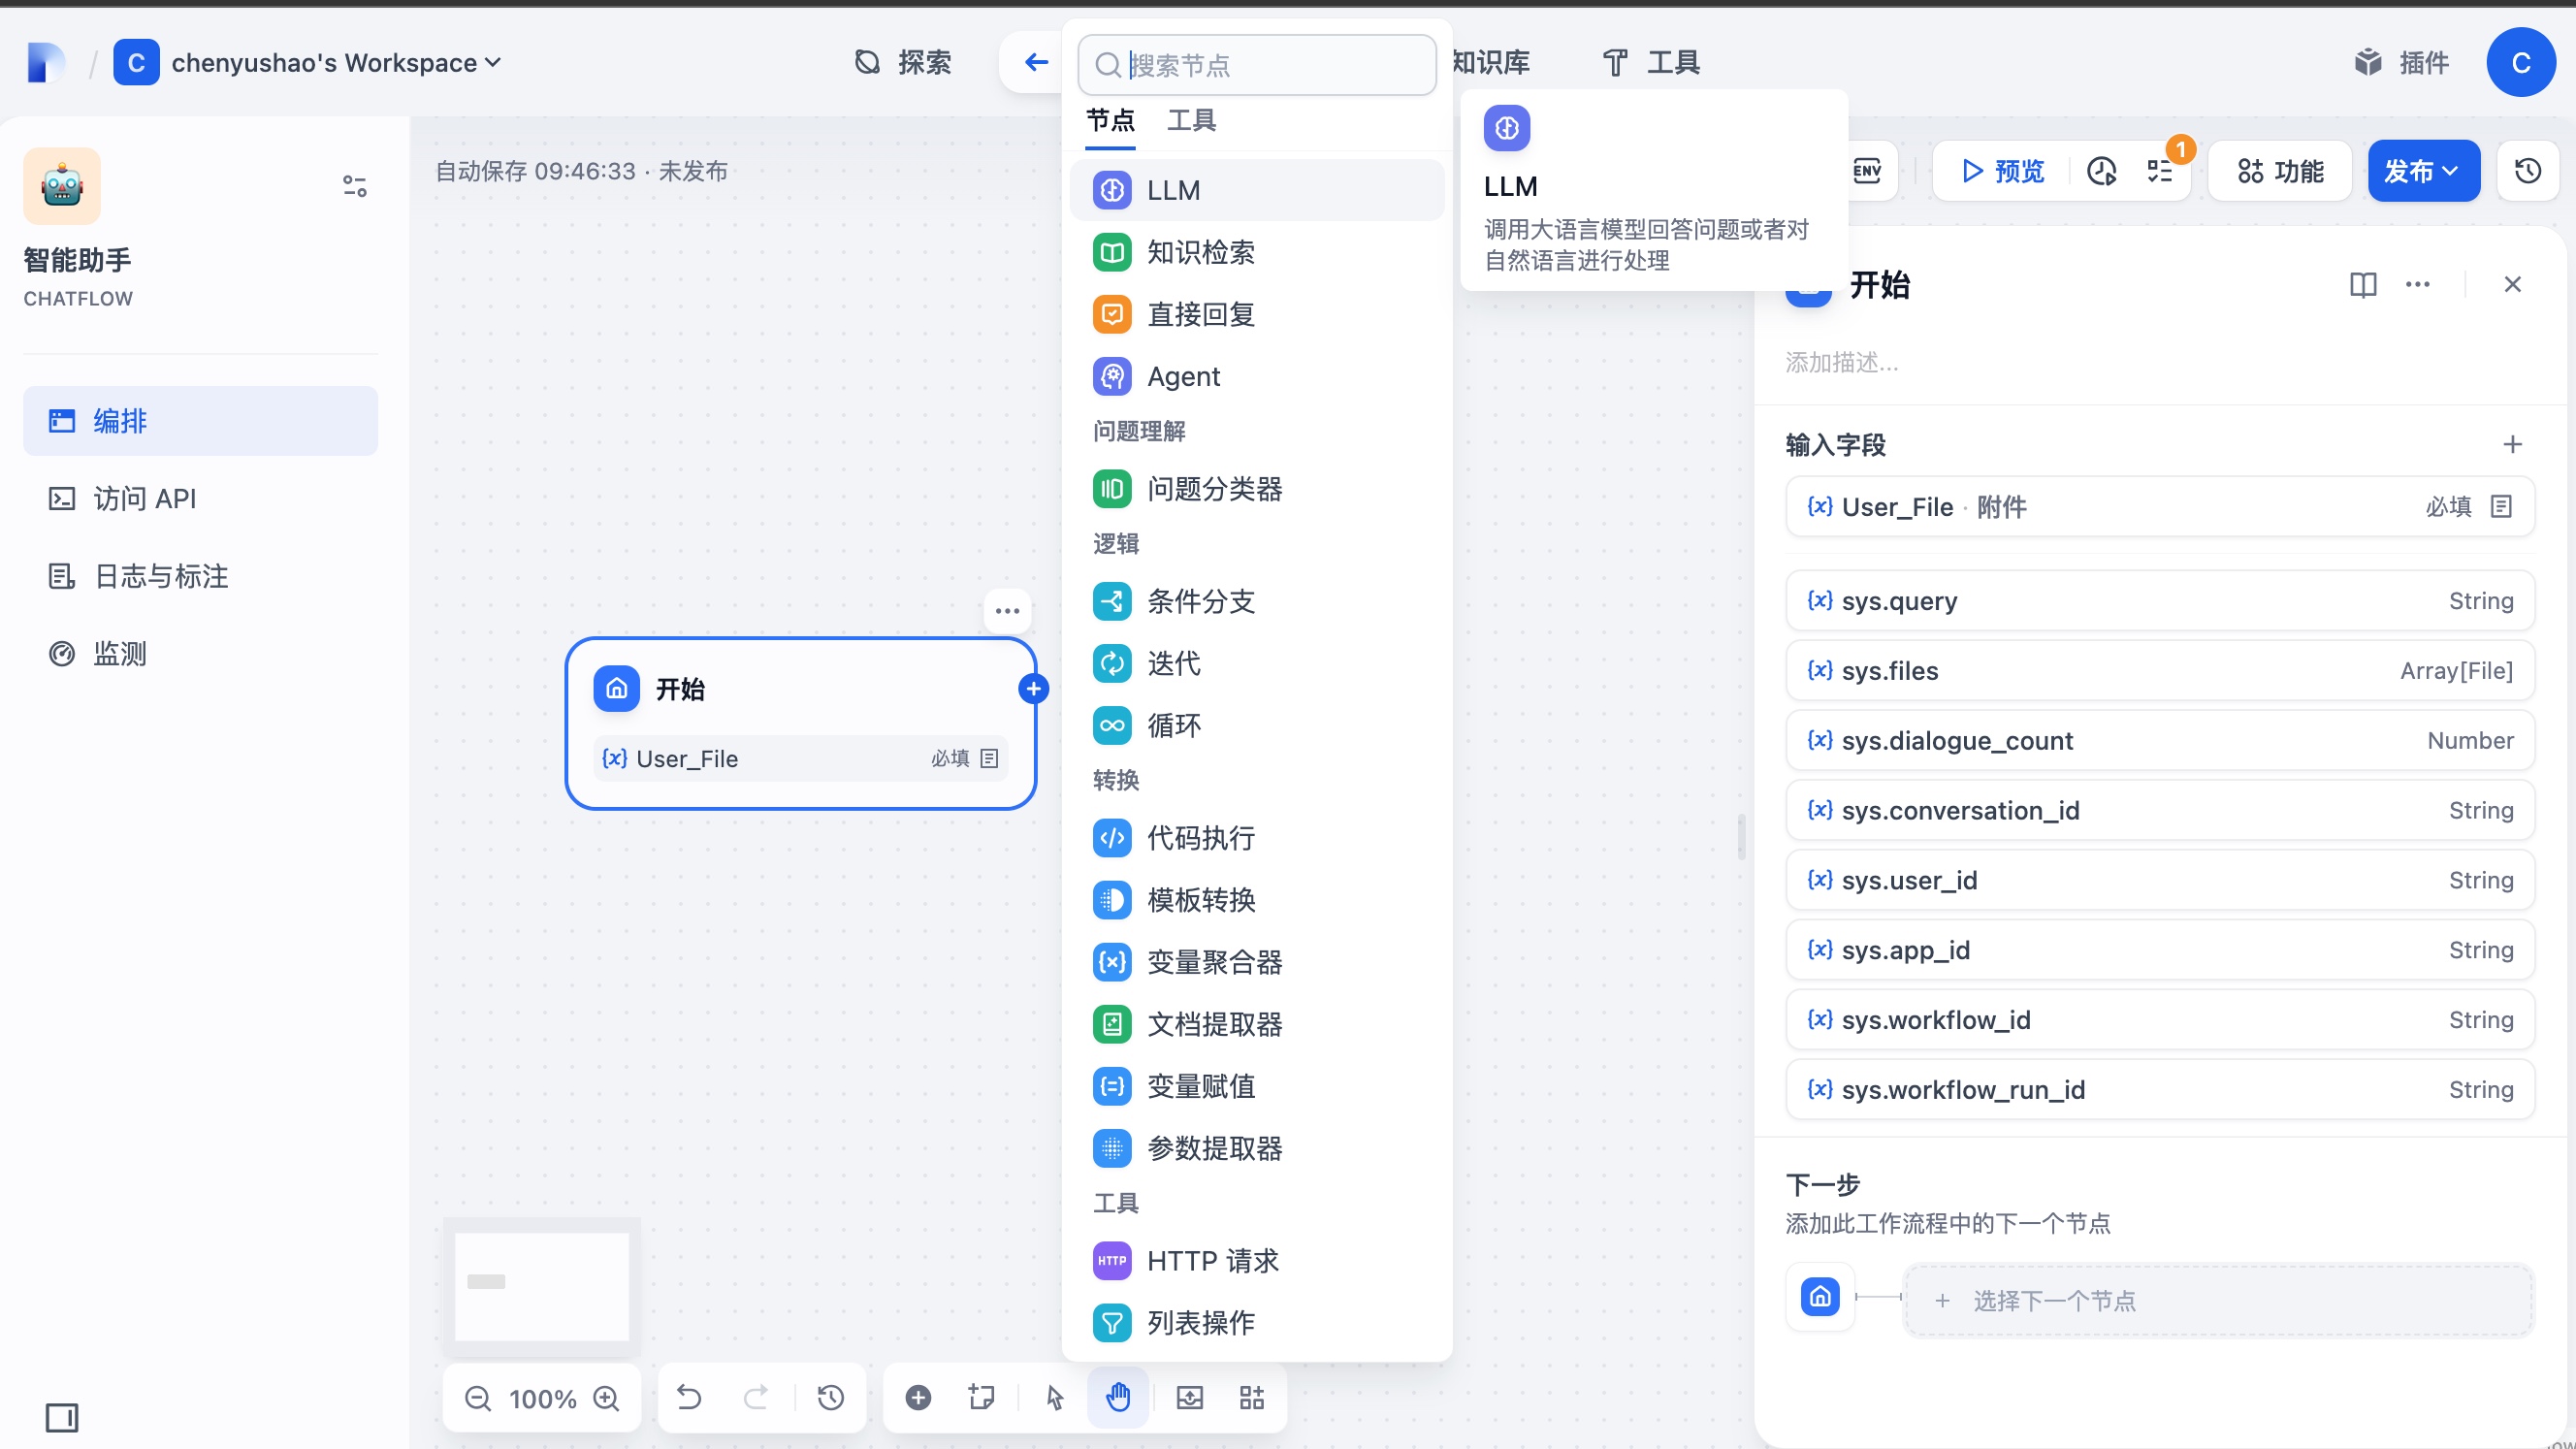 C chenyushao's Workspace
探索
搜索节点
知识库
工具
插件
C
智能助手
CHATFLOW
编排
访问 API
日志与标注
监测
自动保存 09:46:33 · 未发布
开始
User_File 必填
100%
节点 工具
LLM
知识检索
直接回复
Agent
问题理解
问题分类器
逻辑
条件分支
迭代
循环
转换
代码执行
模板转换
变量聚合器
文档提取器
变量赋值
参数提取器
工具
HTTP 请求
列表操作
LLM
调用大语言模型回答问题或者对
自然语言进行处理
ENV
预览
1
功能
发布
开始
添加描述...
输入字段
{x} User_File · 附件 必填
{x} sys.query String
{x} sys.files Array[File]
{x} sys.dialogue_count Number
{x} sys.conversation_id String
{x} sys.user_id String
{x} sys.app_id String
{x} sys.workflow_id String
{x} sys.workflow_run_id String
下一步
添加此工作流程中的下一个节点
选择下一个节点